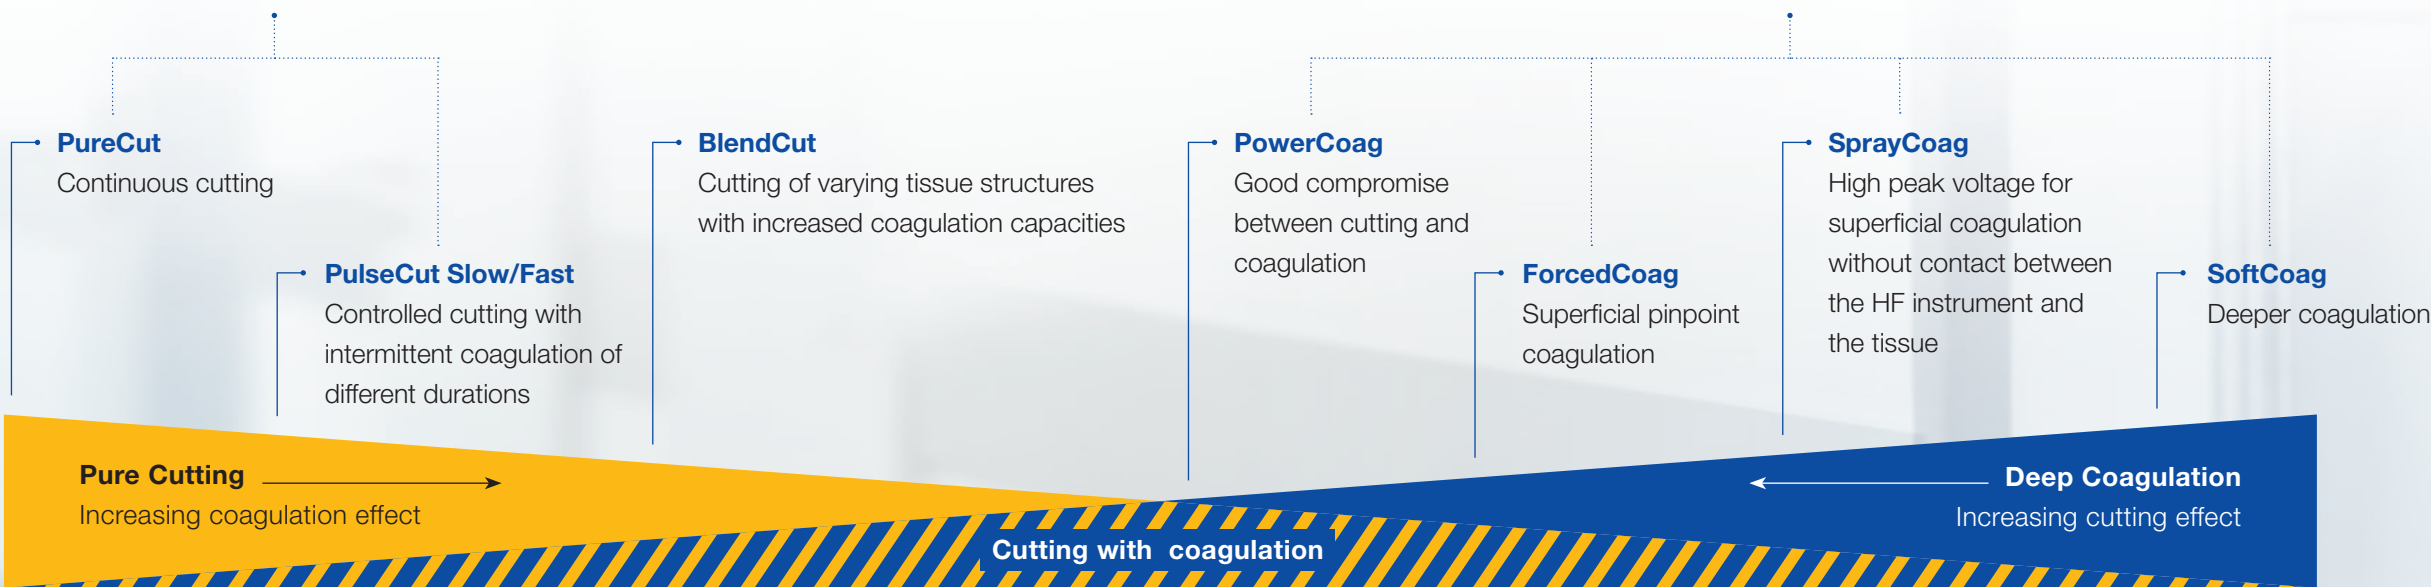 PureCut
Continuous cutting
PulseCut Slow/Fast
Controlled cutting with
intermittent coagulation of
different durations
BlendCut
Cutting of varying tissue structures
with increased coagulation capacities
PowerCoag
Good compromise
between cutting and
coagulation
ForcedCoag
Superficial pinpoint
coagulation
SprayCoag
High peak voltage for
superficial coagulation
without contact between
the HF instrument and
the tissue
SoftCoag
Deeper coagulation
Pure Cutting
Increasing coagulation effect
Cutting with coagulation
Deep Coagulation
Increasing cutting effect